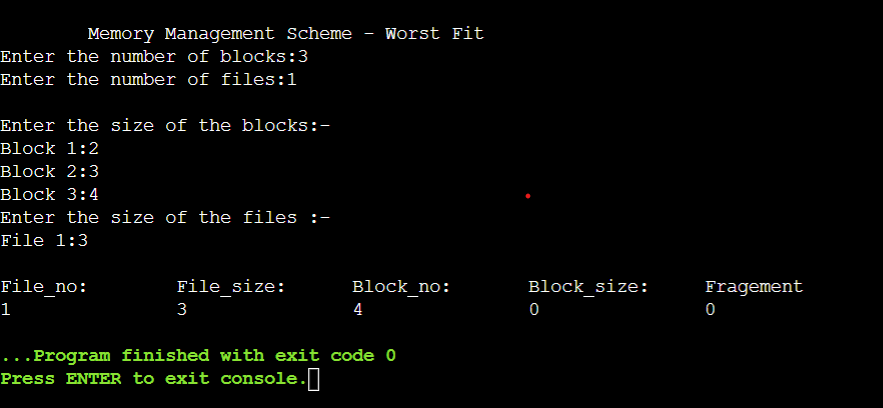 Memory Management Scheme - Worst Fit
Enter the number of blocks:3
Enter the number of files:1
Enter the size of the blocks:-
Block 1:2
Block 2:3
Block 3:4
Enter the size of the files :-
File 1:3
File_no: File_size: Block_no: Block_size: Fragement
1 3 4 0 0
...Program finished with exit code 0
Press ENTER to exit console.